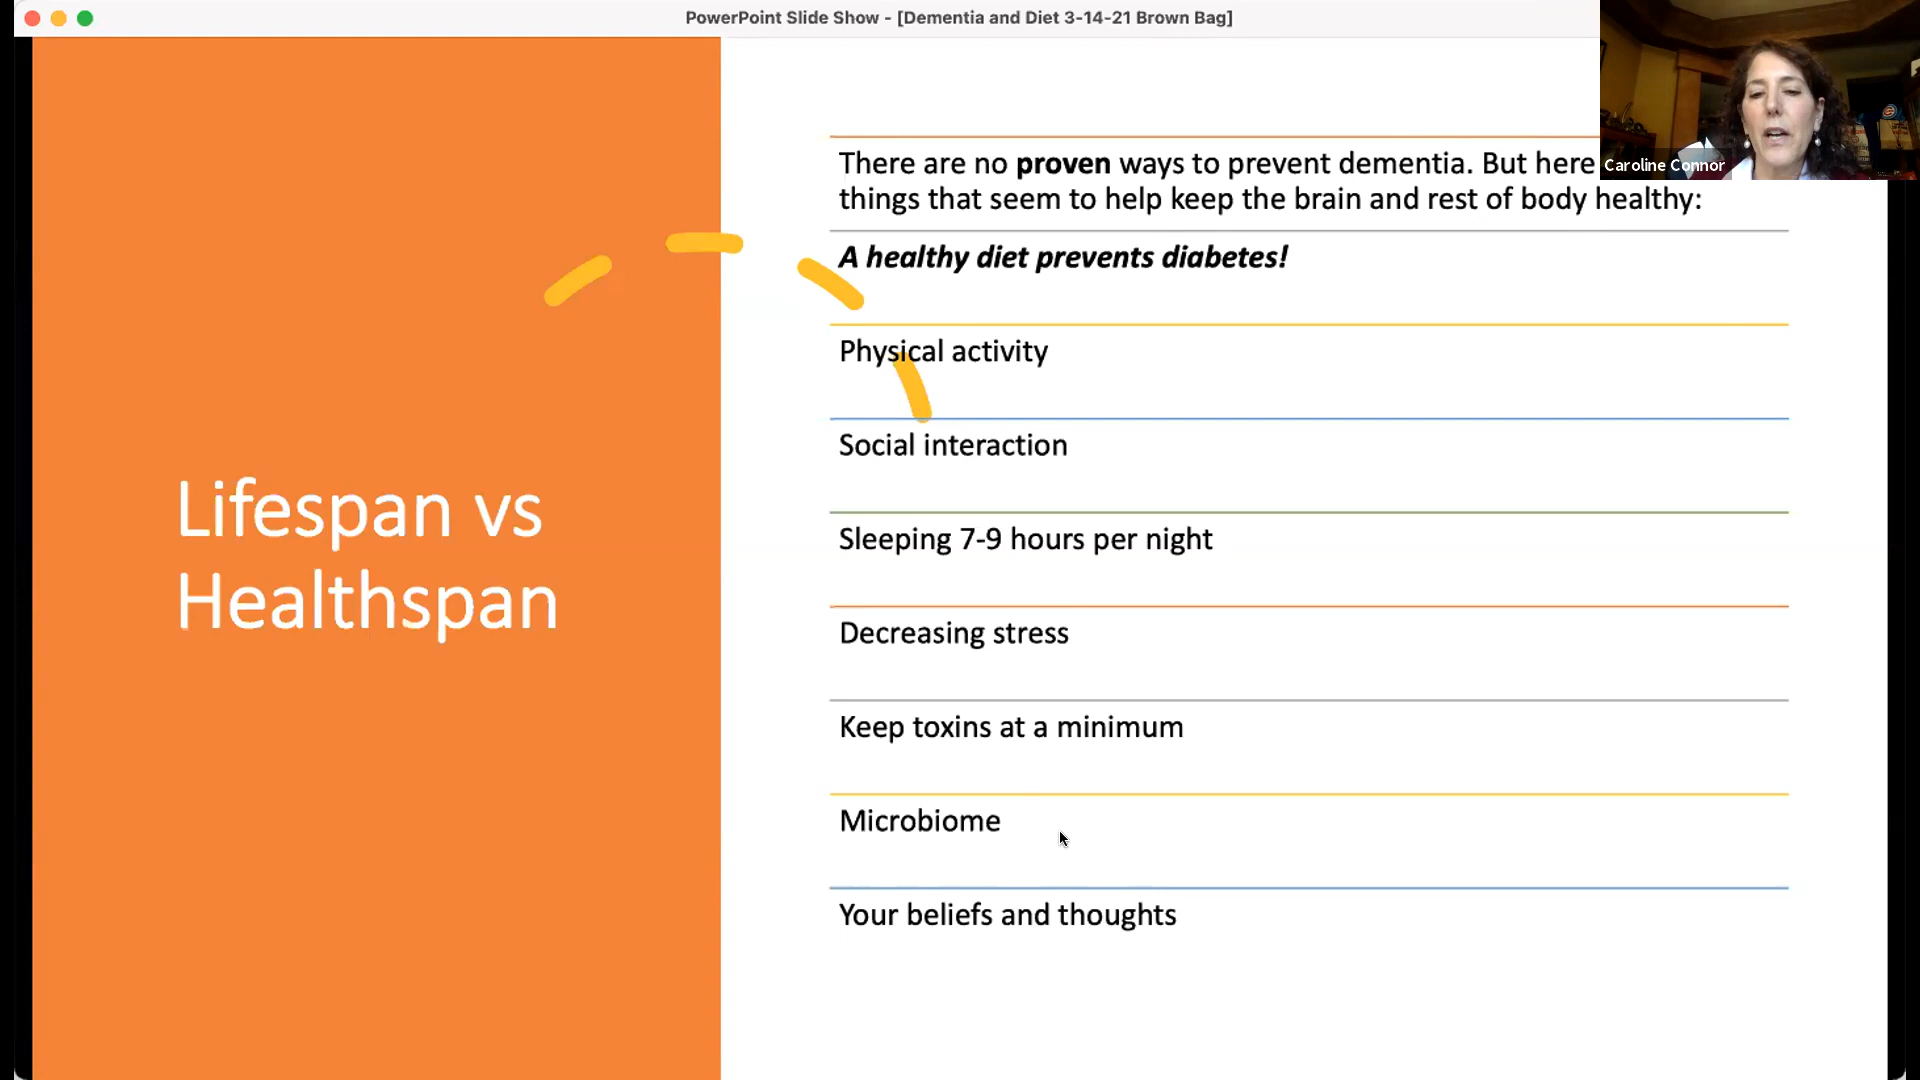 PowerPoint Slide Show - [Dementia and Diet 3-14-21 Brown Bag]
Caroline Connor
Lifespan vs
Healthspan
There are no proven ways to prevent dementia. But here
things that seem to help keep the brain and rest of body healthy:
A healthy diet prevents diabetes!
Physical activity
Social interaction
Sleeping 7-9 hours per night
Decreasing stress
Keep toxins at a minimum
Microbiome
Your beliefs and thoughts